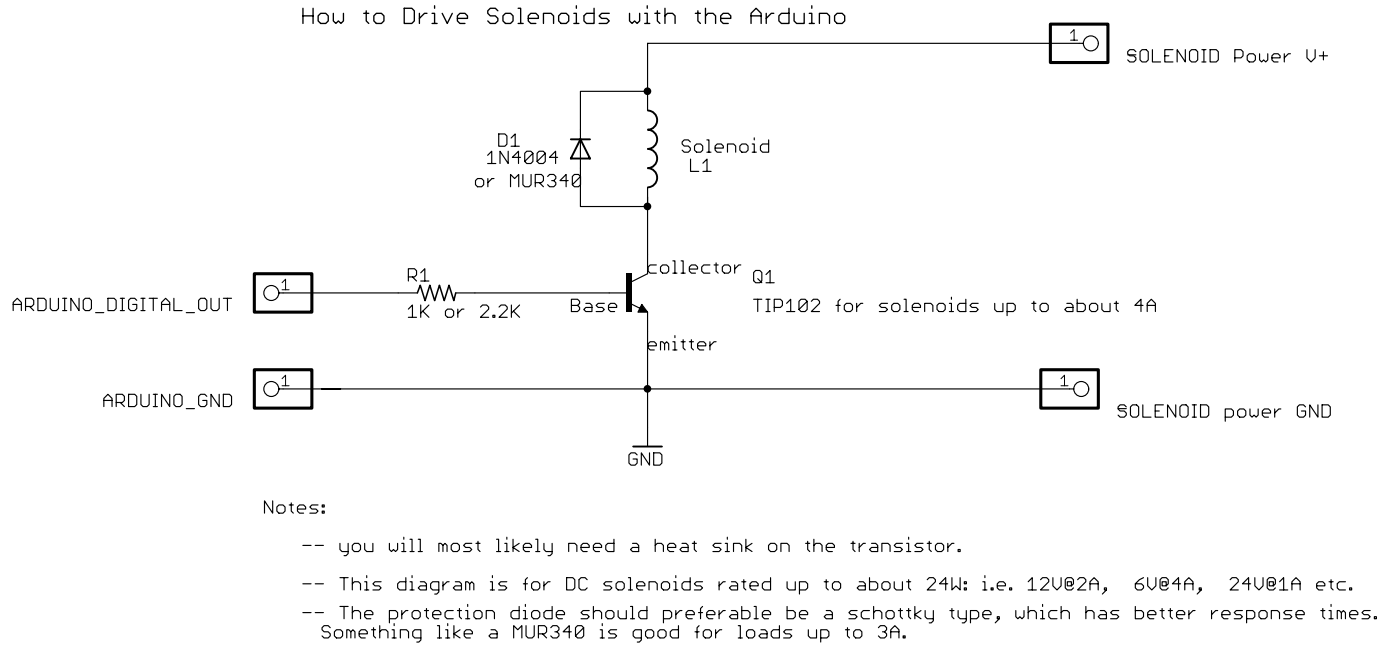 How to Drive Solenoids with the Arduino
1
SOLENOID Power V+
D1
1N4004
or MUR340
Solenoid
L1
collector
Q1
R1
1
ARDUINO_DIGITAL_OUT
1K or 2.2K
Base
TIP102 for solenoids up to about 4A
emitter
1
ARDUINO_GND
1
SOLENOID power GND
GND
Notes:
-- you will most likely need a heat sink on the transistor.
-- This diagram is for DC solenoids rated up to about 24W: i.e. 12V@2A, 6V@4A, 24V@1A etc.
-- The protection diode should preferable be a schottky type, which has better response times.
Something like a MUR340 is good for loads up to 3A.